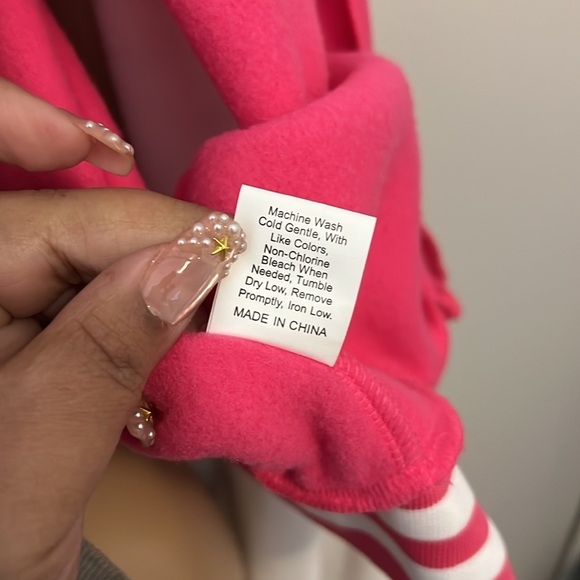 Machine Wash
Cold Gentle, With
Like Colors,
Non-Chlorine
Bleach When
Needed, Tumble
Dry Low, Remove
Promptly, Iron Low.
MADE IN CHINA